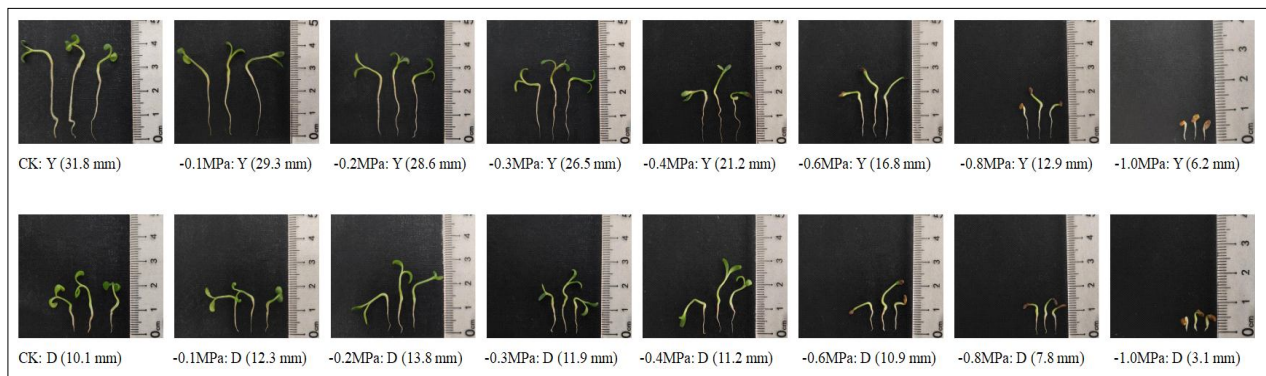 CK: Y (31.8 mm)
-0.1MPa: Y (29.3 mm)
-0.2MPa: Y (28.6 mm)
-0.3MPa: Y (26.5 mm)
-0.4MPa: Y (21.2 mm)
-0.6MPa: Y (16.8 mm)
-0.8MPa: Y (12.9 mm)
-1.0MPa: Y (6.2 mm)
CK: D (10.1 mm)
-0.1MPa: D (12.3 mm)
-0.2MPa: D (13.8 mm)
-0.3MPa: D (11.9 mm)
-0.4MPa: D (11.2 mm)
-0.6MPa: D (10.9 mm)
-0.8MPa: D (7.8 mm)
-1.0MPa: D (3.1 mm)